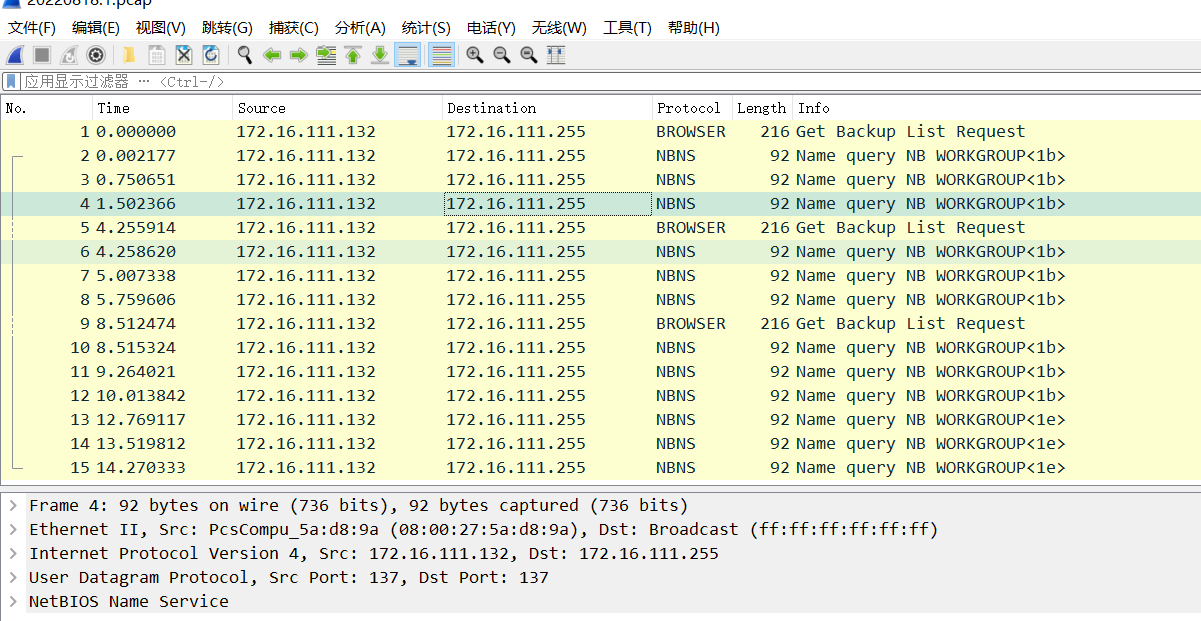 20220818.1.pcap
文件(F) 编辑(E) 视图(V) 跳转(G) 捕获(C) 分析(A) 统计(S) 电话(Y) 无线(W) 工具(T) 帮助(H)
应用显示过滤器 … <Ctrl-/>
No. Time Source Destination Protocol Length Info
1 0.000000 172.16.111.132 172.16.111.255 BROWSER 216 Get Backup List Request
2 0.002177 172.16.111.132 172.16.111.255 NBNS 92 Name query NB WORKGROUP<1b>
3 0.750651 172.16.111.132 172.16.111.255 NBNS 92 Name query NB WORKGROUP<1b>
4 1.502366 172.16.111.132 172.16.111.255 NBNS 92 Name query NB WORKGROUP<1b>
5 4.255914 172.16.111.132 172.16.111.255 BROWSER 216 Get Backup List Request
6 4.258620 172.16.111.132 172.16.111.255 NBNS 92 Name query NB WORKGROUP<1b>
7 5.007338 172.16.111.132 172.16.111.255 NBNS 92 Name query NB WORKGROUP<1b>
8 5.759606 172.16.111.132 172.16.111.255 NBNS 92 Name query NB WORKGROUP<1b>
9 8.512474 172.16.111.132 172.16.111.255 BROWSER 216 Get Backup List Request
10 8.515324 172.16.111.132 172.16.111.255 NBNS 92 Name query NB WORKGROUP<1b>
11 9.264021 172.16.111.132 172.16.111.255 NBNS 92 Name query NB WORKGROUP<1b>
12 10.013842 172.16.111.132 172.16.111.255 NBNS 92 Name query NB WORKGROUP<1b>
13 12.769117 172.16.111.132 172.16.111.255 NBNS 92 Name query NB WORKGROUP<1e>
14 13.519812 172.16.111.132 172.16.111.255 NBNS 92 Name query NB WORKGROUP<1e>
15 14.270333 172.16.111.132 172.16.111.255 NBNS 92 Name query NB WORKGROUP<1e>
Frame 4: 92 bytes on wire (736 bits), 92 bytes captured (736 bits)
Ethernet II, Src: PcsCompu_5a:d8:9a (08:00:27:5a:d8:9a), Dst: Broadcast (ff:ff:ff:ff:ff:ff)
Internet Protocol Version 4, Src: 172.16.111.132, Dst: 172.16.111.255
User Datagram Protocol, Src Port: 137, Dst Port: 137
NetBIOS Name Service